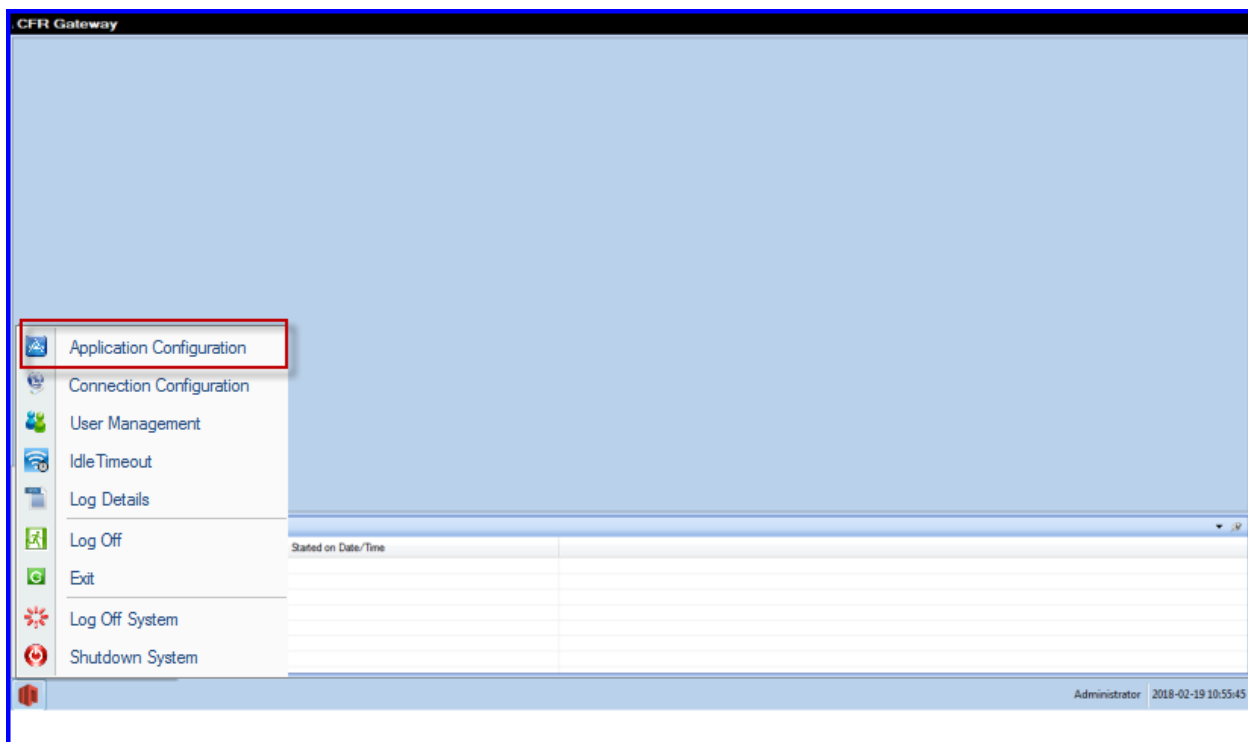 CFR Gateway
Application Configuration
Connection Configuration
User Management
Idle Timeout
Log Details
Log Off
Started on Date/Time
Exit
Log Off System
Shutdown System
Administrator 2018-02-19 10:55:45